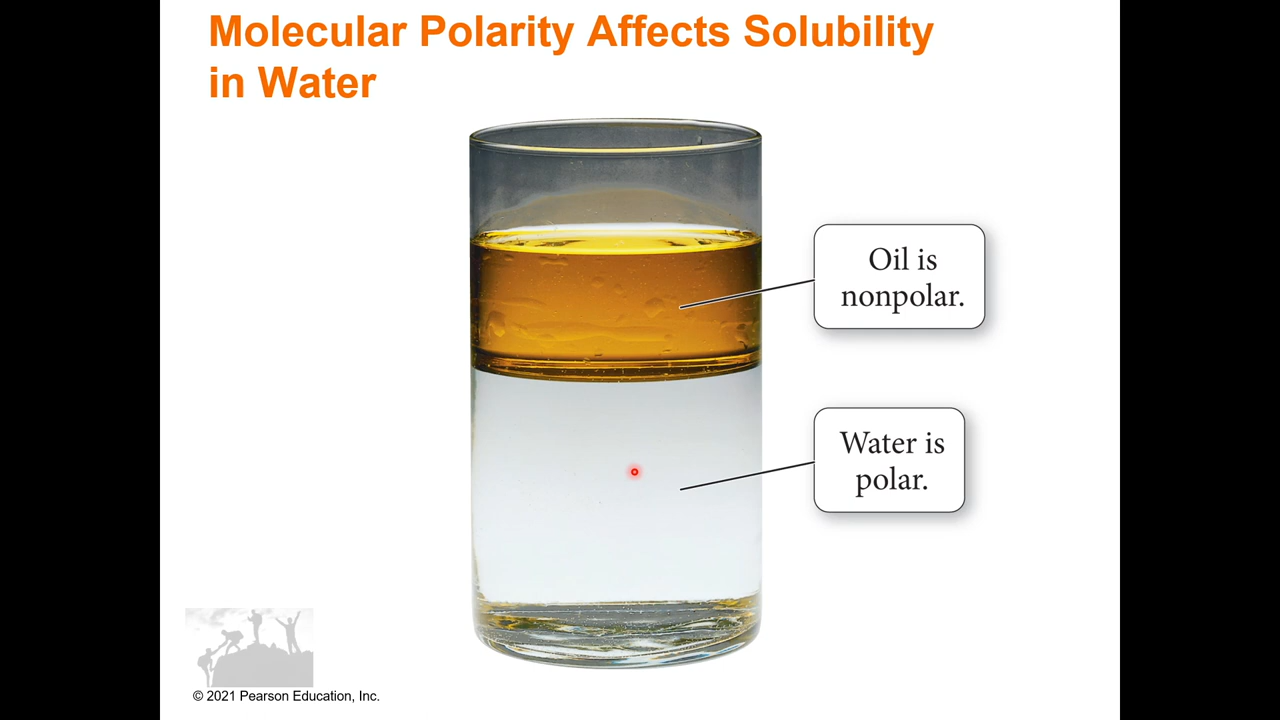 Molecular Polarity Affects Solubility
in Water
Oil is
nonpolar.
Water is
polar.
© 2021 Pearson Education, Inc.